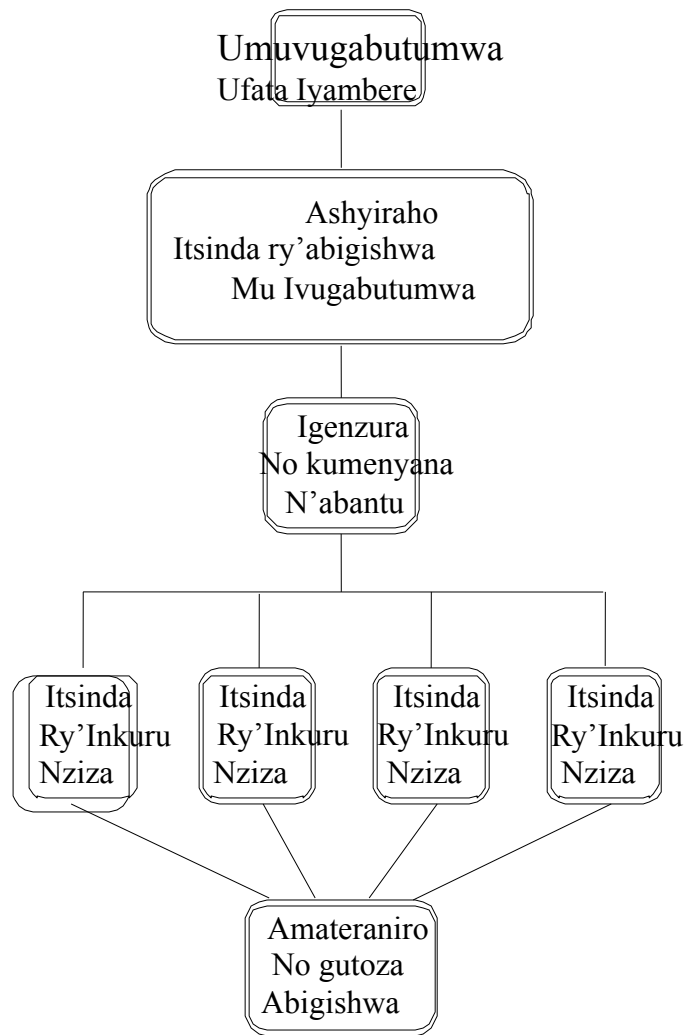 Umuvugabutumwa
Ufata Iyambere
Ashyiraho
Itsinda ry’abigishwa
Mu Ivugabutumwa
Igenzura
No kumenyana
N’abantu
Itsinda
Ry’Inkuru
Nziza
Itsinda
Ry’Inkuru
Nziza
Itsinda
Ry’Inkuru
Nziza
Itsinda
Ry’Inkuru
Nziza
Amateraniro
No gutoza
Abigishwa